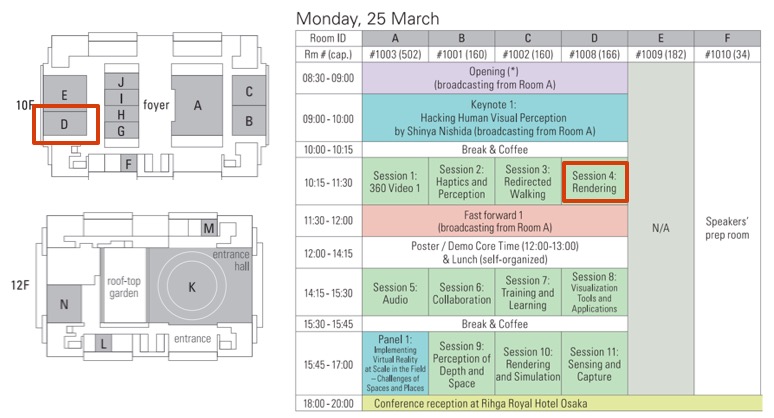 10F
E
D
J
I
H
G
foyer
A
C
B
F
12F
M
entrance
hall
roof-top
garden
K
N
L
entrance
Monday, 25 March
Room ID A B C D E F
Rm # (cap.) #1003 (502) #1001 (160) #1002 (160) #1008 (166) #1009 (182) #1010 (34)
08:30 - 09:00
Opening (*)
(broadcasting from Room A)
09:00 - 10:00
Keynote 1:
Hacking Human Visual Perception
by Shinya Nishida (broadcasting from Room A)
10:00 - 10:15 Break & Coffee
10:15 - 11:30
Session 1:
360 Video 1
Session 2:
Haptics and
Perception
Session 3:
Redirected
Walking
Session 4:
Rendering
11:30 - 12:00
Fast forward 1
(broadcasting from Room A)
12:00 - 14:15
Poster / Demo Core Time (12:00-13:00)
& Lunch (self-organized)
14:15 - 15:30
Session 5:
Audio
Session 6:
Collaboration
Session 7:
Training and
Learning
Session 8:
Visualization
Tools and
Applications
15:30 - 15:45 Break & Coffee
15:45 - 17:00
Panel 1:
Implementing
Virtual Reality
at Scale in the Field
– Challenges of
Spaces and Places
Session 9:
Perception of
Depth and
Space
Session 10:
Rendering
and Simulation
Session 11:
Sensing and
Capture
N/A
Speakers'
prep room
18:00 - 20:00 Conference reception at Rihga Royal Hotel Osaka